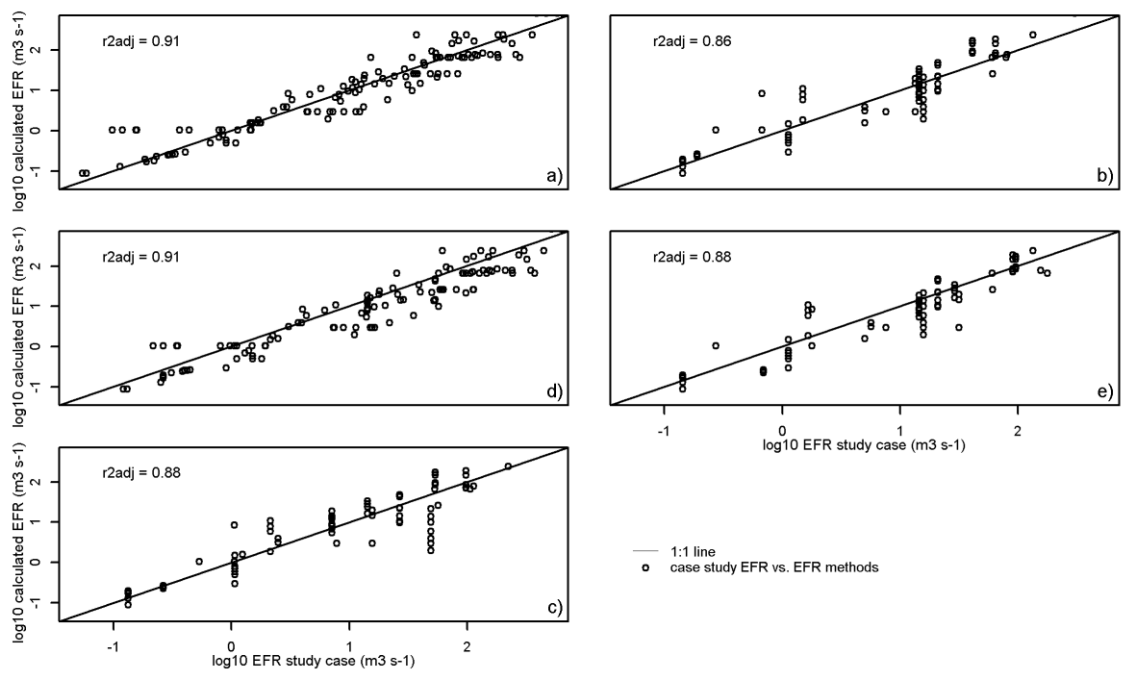 r2adj = 0.91
2
1
0
-1
log10 calculated EFR (m3 s-1)
a)
r2adj = 0.86
b)
r2adj = 0.91
2
1
0
-1
log10 calculated EFR (m3 s-1)
d)
r2adj = 0.88
e)
-1 0 1 2
log10 EFR study case (m3 s-1)
r2adj = 0.88
2
1
0
-1
log10 calculated EFR (m3 s-1)
c)
-1 0 1 2
log10 EFR study case (m3 s-1)
1:1 line
case study EFR vs. EFR methods